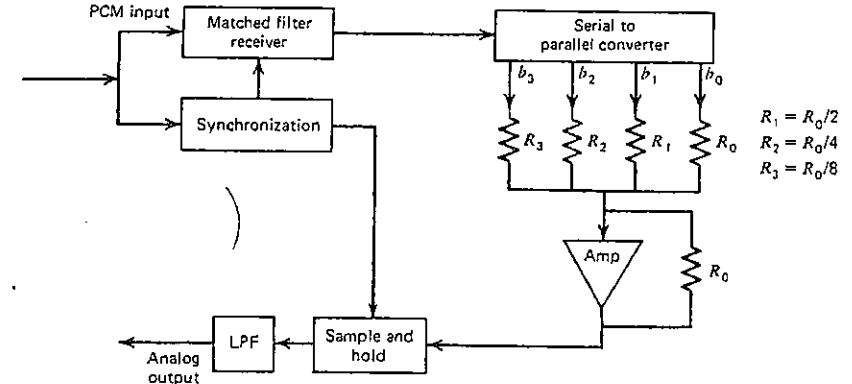 PCM input
Matched filter
receiver
Serial to
parallel converter
b₃ b₂ b₁ b₀
Synchronization
R₃ R₂ R₁ R₀
R₁ = R₀/2
R₂ = R₀/4
R₃ = R₀/8
Amp
R₀
Sample and
hold
LPF
Analog
output